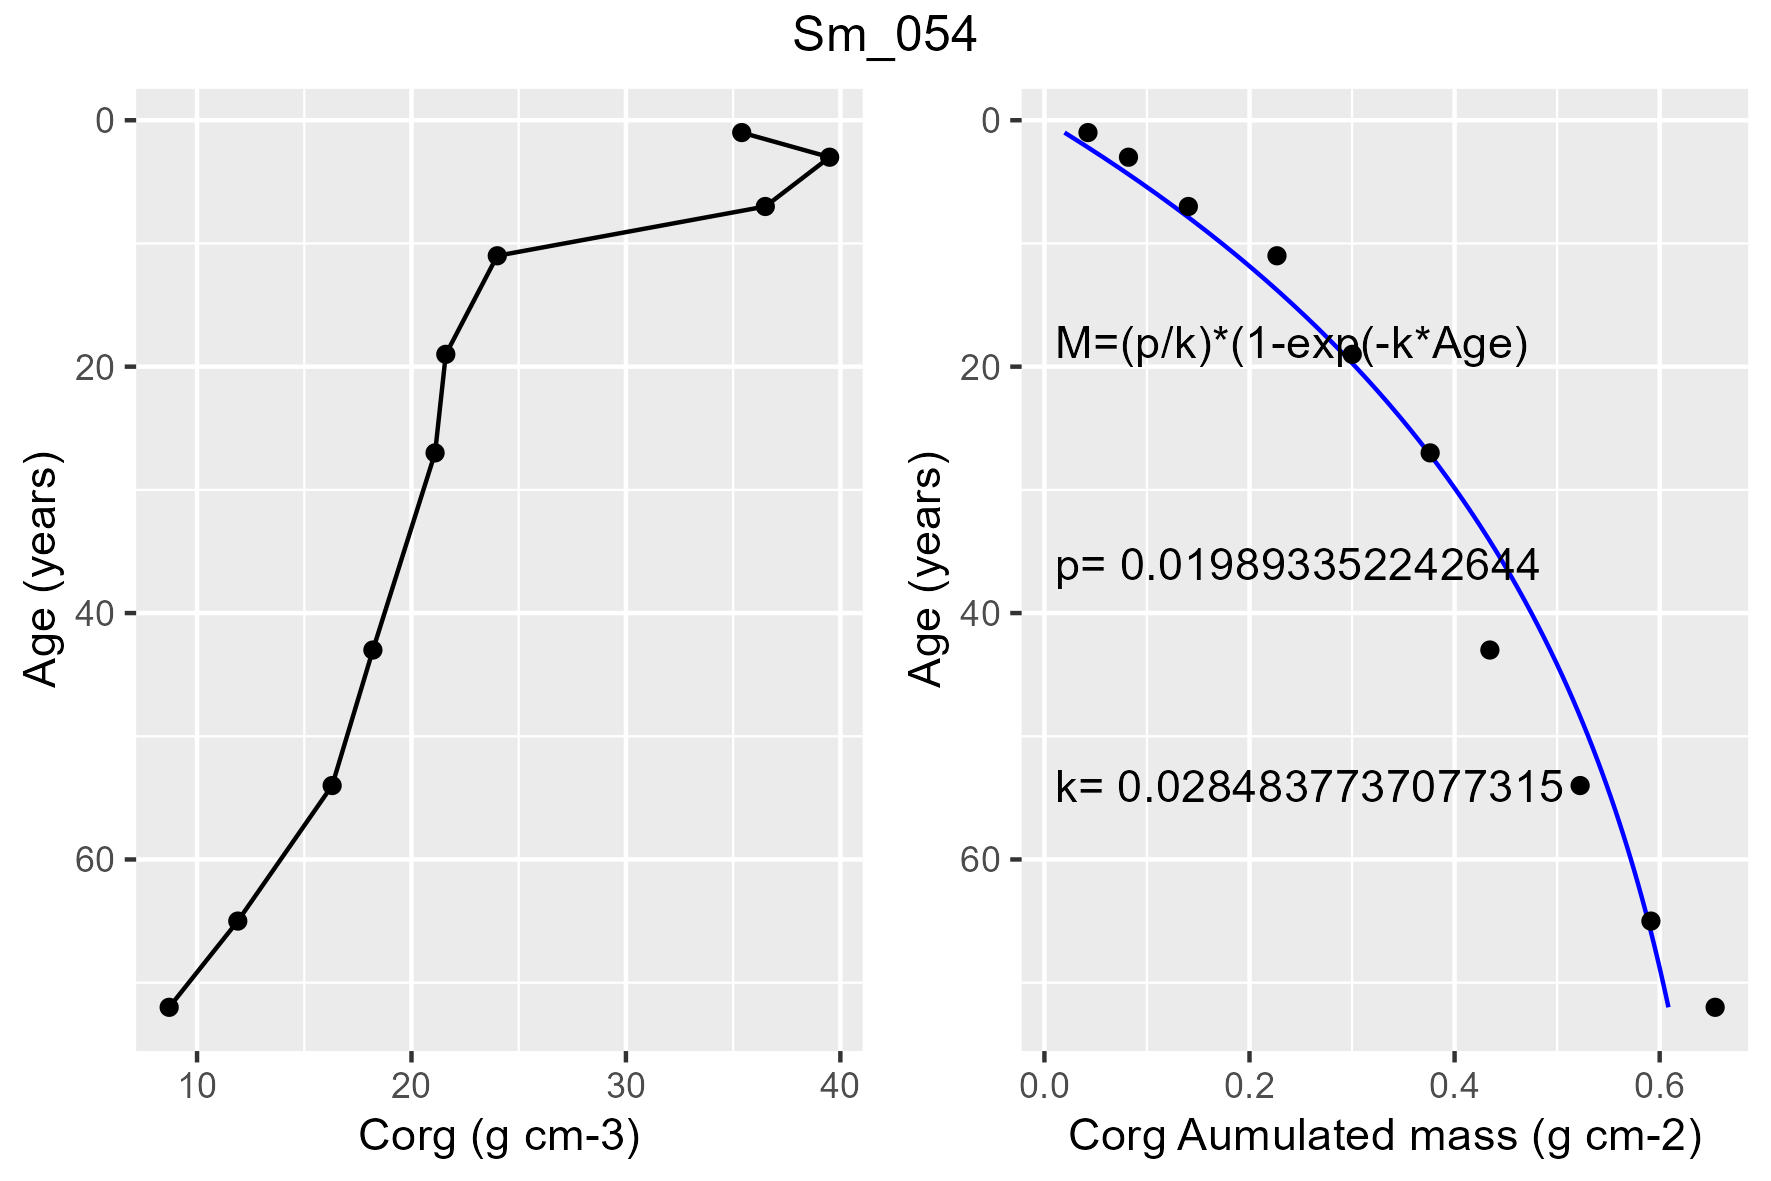 Sm_054
0
20
40
60
Age (years)
10
20
30
40
Corg (g cm-3)
0
20
40
60
Age (years)
M=(p/k)*(1-exp(-k*Age)
p= 0.019893352242644
k= 0.0284837737077315
0.0
0.2
0.4
0.6
Corg Aumulated mass (g cm-2)